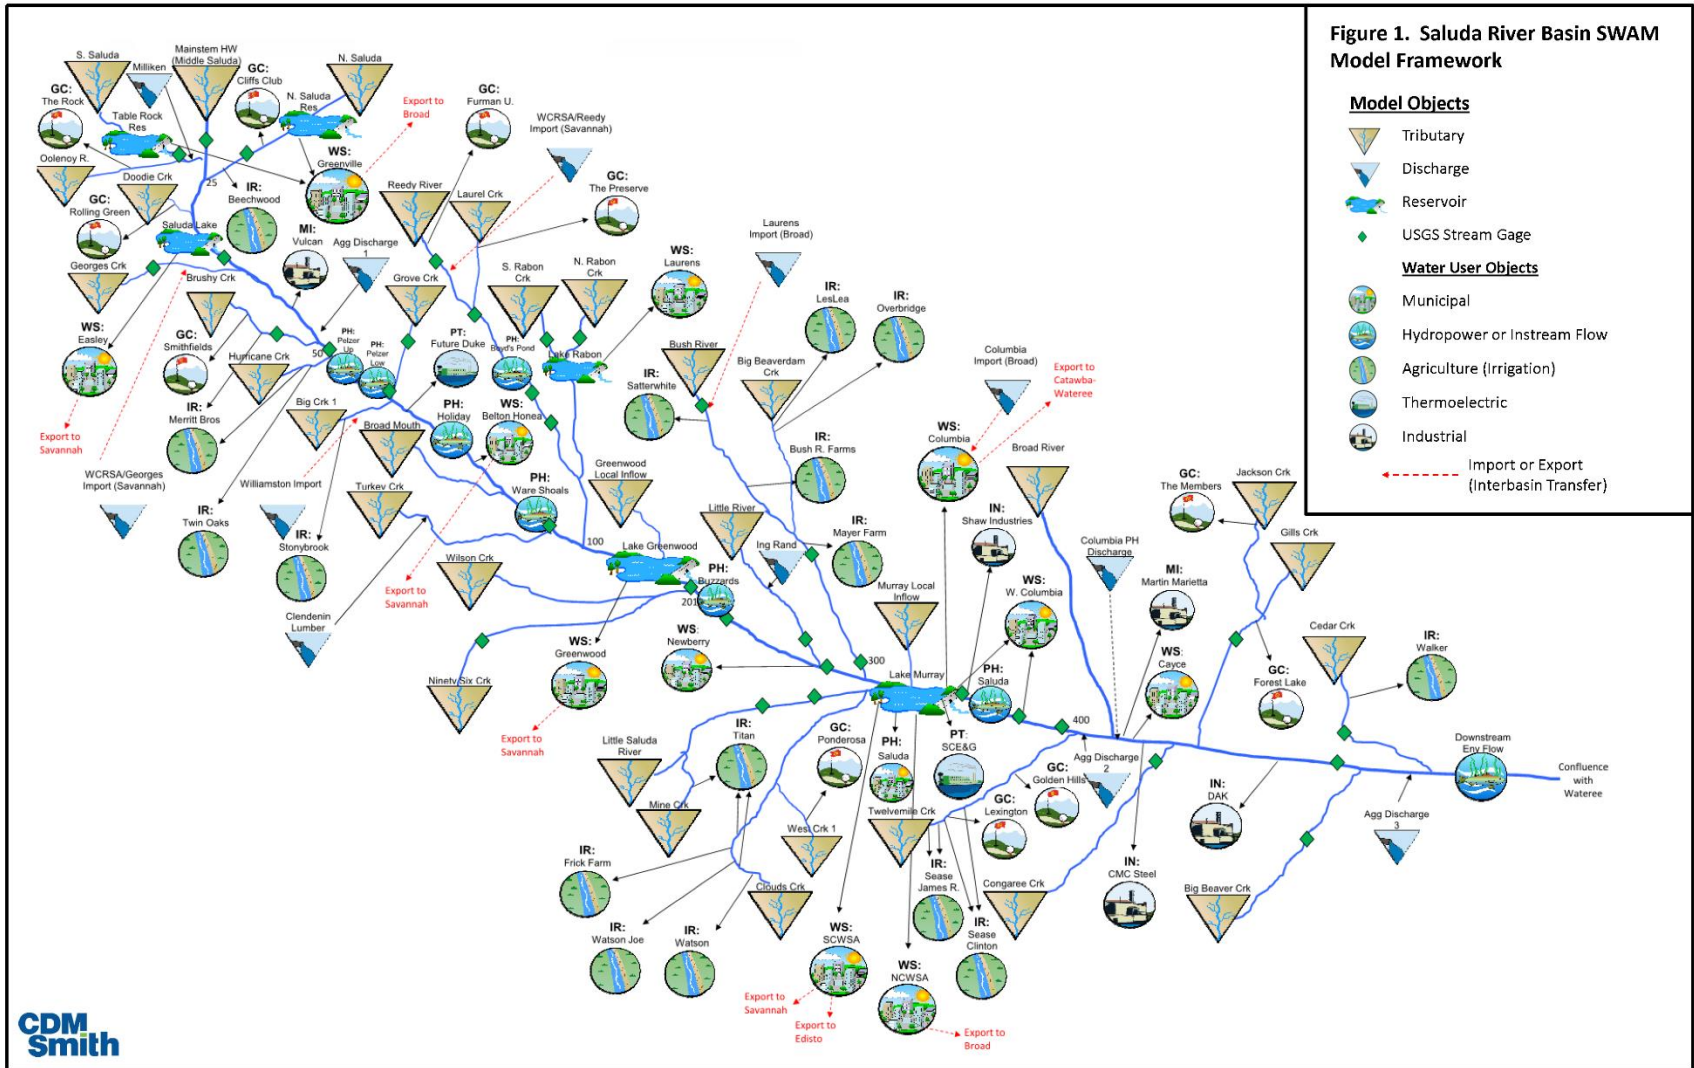 Figure 1. Saluda River Basin SWAM
Model Framework
Model Objects
Tributary
Discharge
Reservoir
USGS Stream Gage
Water User Objects
Municipal
Hydropower or Instream Flow
Agriculture (Irrigation)
Thermoelectric
Industrial
Import or Export
(Interbasin Transfer)
S. Saluda
Milliken
Mainstem HW
(Middle Saluda)
GC:
Cliffs Club
N. Saluda
N. Saluda
Res
GC:
The Rock
Table Rock
Res
Export to
Broad
GC:
Furman U.
WCRSA/Reedy
Import (Savannah)
Oolenoy R.
Doodie Crk
25
WS:
Greenville
IR:
Beechwood
Reedy River
Laurel Crk
GC:
The Preserve
GC:
Rolling Green
Saluda Lake
MI:
Vulcan
Agg Discharge
1
Laurens
Import (Broad)
Georges Crk
Brushy Crk
Grove Crk
S. Rabon
Crk
N. Rabon
Crk
WS:
Laurens
IR:
LesLea
IR:
Overbridge
WS:
Easley
GC:
Smithfields
Hurricane Crk
50
PH:
Pelzer
Up
PH:
Pelzer
Low
PT:
Future Duke
PH:
Boyd's Pond
Lake Rabon
Bush River
Big Beaverdam
Crk
Columbia
Import (Broad)
Export to
Catawba-
Wateree
IR:
Satterwhite
IR:
Merritt Bros
Big Crk 1
Broad Mouth
PH:
Holiday
WS:
Belton Honea
Export to
Savannah
WCRSA/Georges
Import (Savannah)
Williamston Import
Turkey Crk
PH:
Ware Shoals
Greenwood
Local Inflow
IR:
Bush R. Farms
WS:
Columbia
Broad River
GC:
The Members
Jackson Crk
IR:
Twin Oaks
IR:
Stonybrook
100
Little River
Ing Rand
IR:
Mayer Farm
IN:
Shaw Industries
Columbia PH
Discharge
Gills Crk
Wilson Crk
Lake Greenwood
PH:
Buzzards
201
Export to
Savannah
Murray Local
Inflow
WS:
W. Columbia
MI:
Martin Marietta
Clendenin
Lumber
WS:
Greenwood
WS:
Newberry
300
Lake Murray
PH:
Saluda
WS:
Cayce
GC:
Forest Lake
Cedar Crk
IR:
Walker
Ninety Six Crk
400
Export to
Savannah
Little Saluda
River
IR:
Titan
GC:
Ponderosa
PH:
Saluda
PT:
SCE&G
GC:
Golden Hills
Agg Discharge
2
Downstream
Env Flow
Confluence
with
Wateree
Mine Crk
West Crk 1
Twelvemile Crk
GC:
Lexington
IN:
DAK
Agg Discharge
3
IR:
Frick Farm
Clouds Crk
IR:
Sease
James R.
Congaree Crk
IN:
CMC Steel
Big Beaver Crk
IR:
Watson Joe
IR:
Watson
WS:
SCWSA
WS:
NCWSA
IR:
Sease
Clinton
Export to
Savannah
Export to
Edisto
Export to
Broad
CDM
Smith